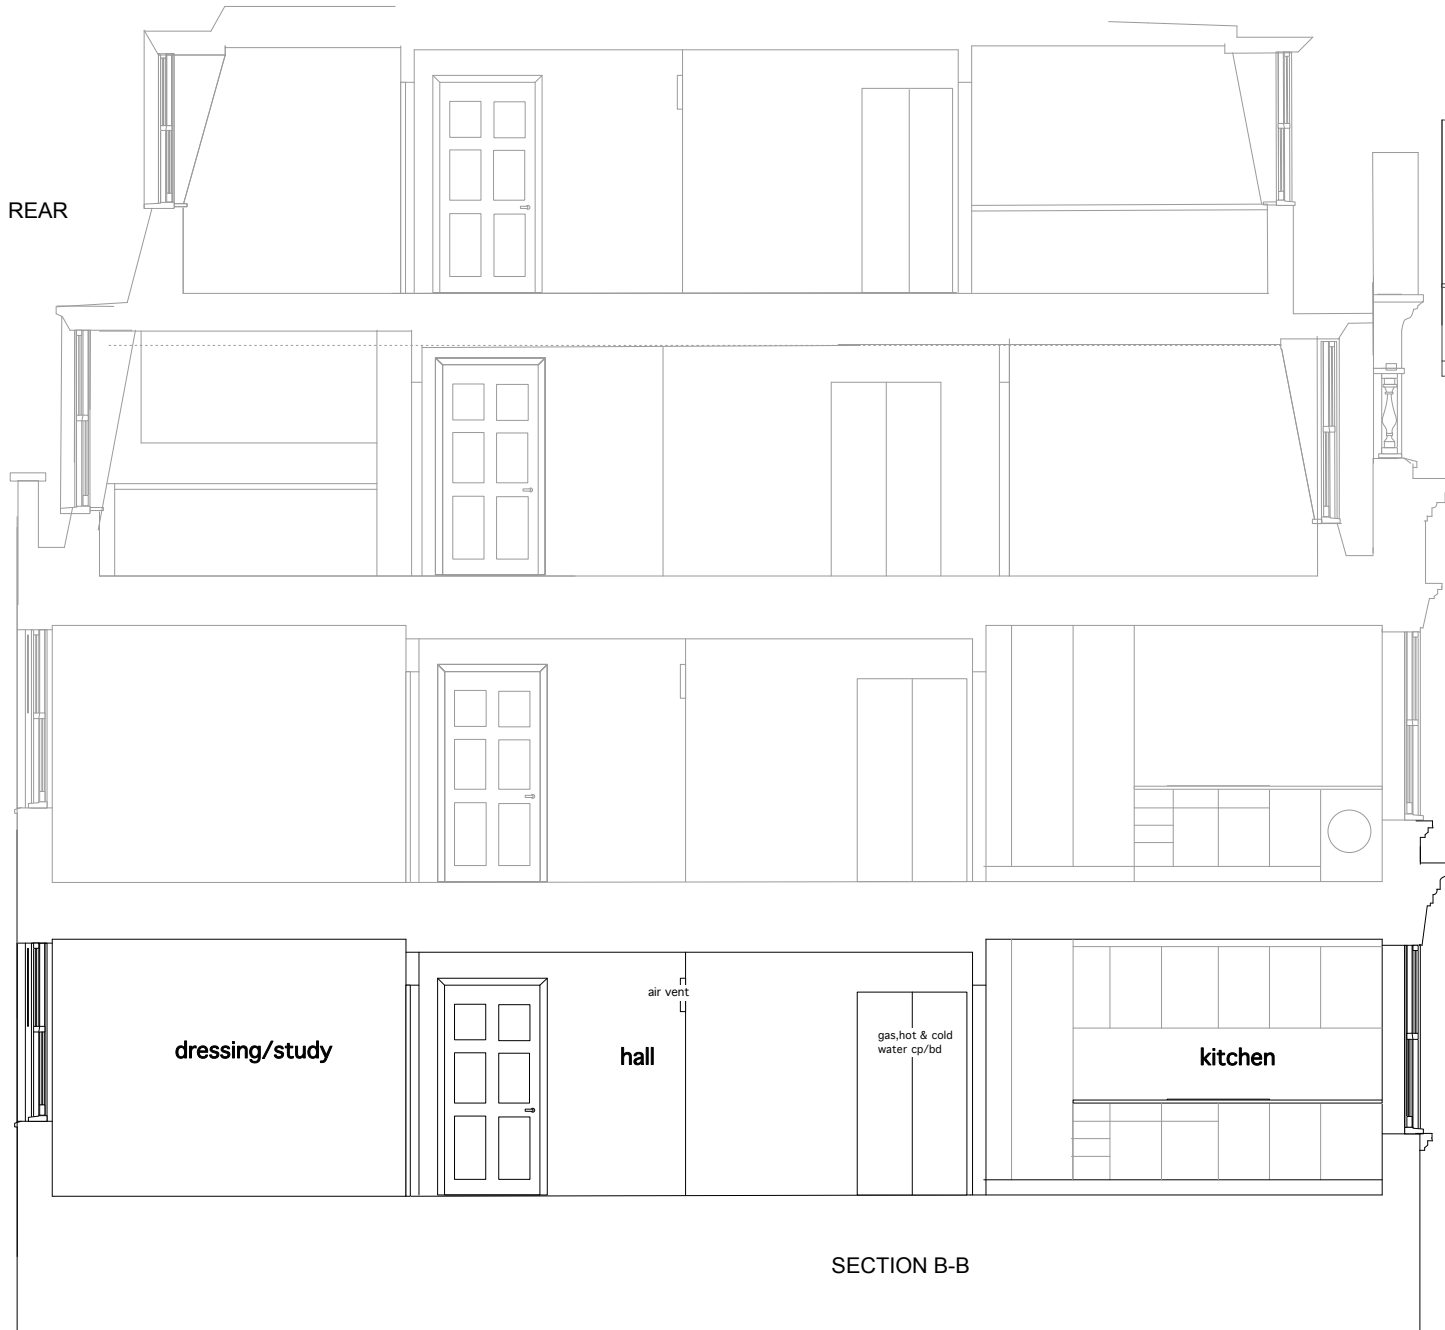 REAR
air vent
gas,hot & cold
water cp/bd
dressing/study
hall
kitchen
SECTION B-B